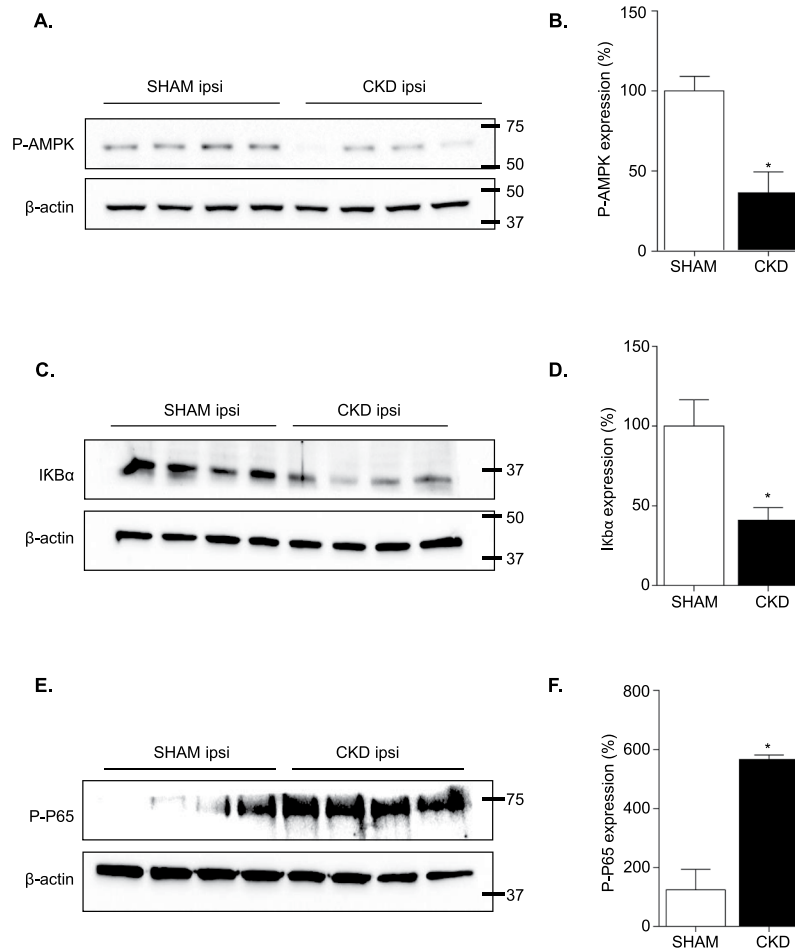 A.
SHAM ipsi
CKD ipsi
P-AMPK
75
50
β-actin
50
37
B.
P-AMPK expression (%)
150
100
50
0
*
SHAM
CKD
C.
SHAM ipsi
CKD ipsi
IKBα
37
β-actin
50
37
D.
IKbα expression (%)
150
100
50
0
*
SHAM
CKD
E.
SHAM ipsi
CKD ipsi
P-P65
75
β-actin
37
F.
P-P65 expression (%)
800
600
400
200
0
*
SHAM
CKD